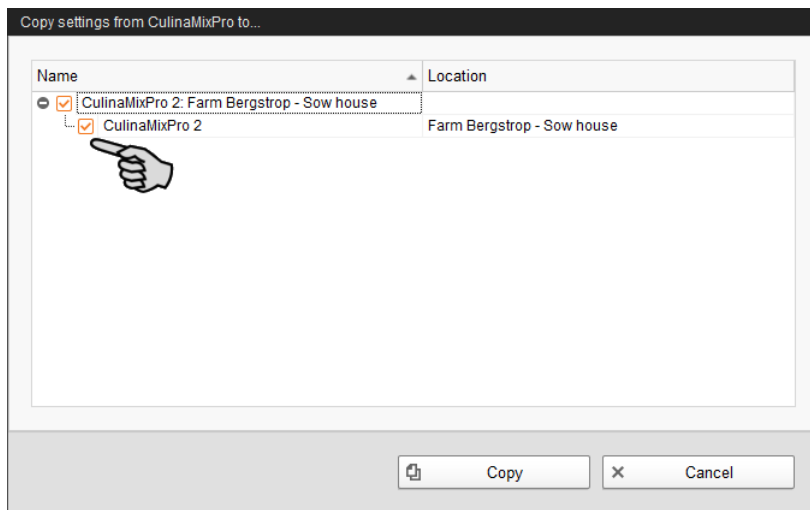 Copy settings from CulinaMixPro to...
Name Location
CulinaMixPro 2: Farm Bergstrop - Sow house
CulinaMixPro 2 Farm Bergstrop - Sow house
Copy Cancel